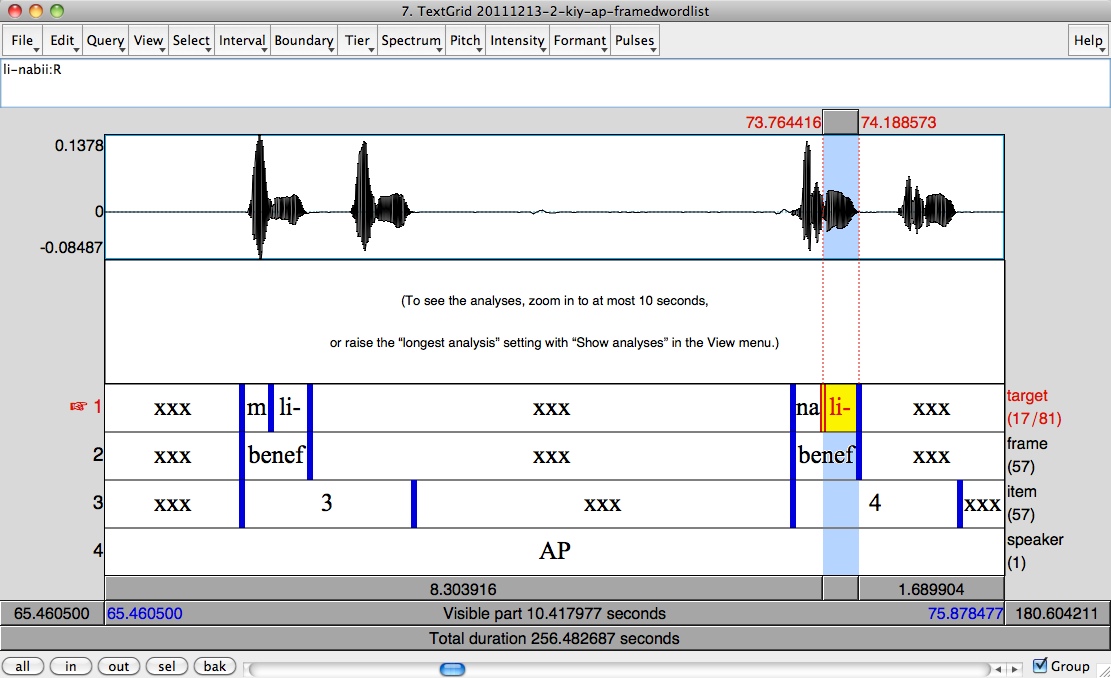 7. TextGrid 20111213-2-kiy-ap-framedwordlist
File Edit Query View Select Interval Boundary Tier Spectrum Pitch Intensity Formant Pulses Help
li-nabii:R
73.764416 74.188573
0.1378
0
-0.08487
(To see the analyses, zoom in to at most 10 seconds,
or raise the “longest analysis” setting with “Show analyses” in the View menu.)
☞ 1 xxx m li- xxx na li- xxx target (17/81)
2 xxx benef xxx benef xxx frame (57)
3 xxx 3 xxx 4 xxx item (57)
4 AP speaker (1)
8.303916 1.689904
65.460500 65.460500 Visible part 10.417977 seconds 75.878477 180.604211
Total duration 256.482687 seconds
all in out sel bak Group